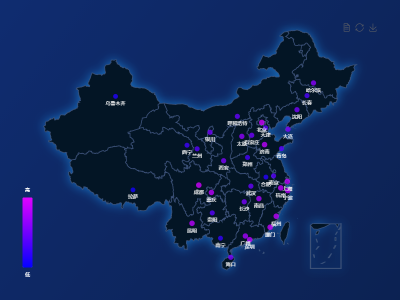 哈尔滨
长春
乌鲁木齐
沈阳
呼和浩特
北京
天津
大连
银川
太原
石家庄
济南
西宁
兰州
青岛
西安
郑州
拉萨
成都
合肥
南京
上海
重庆
武汉
杭州
宁波
长沙
南昌
贵阳
福州
昆明
厦门
南宁
广州
深圳
海口
高
低